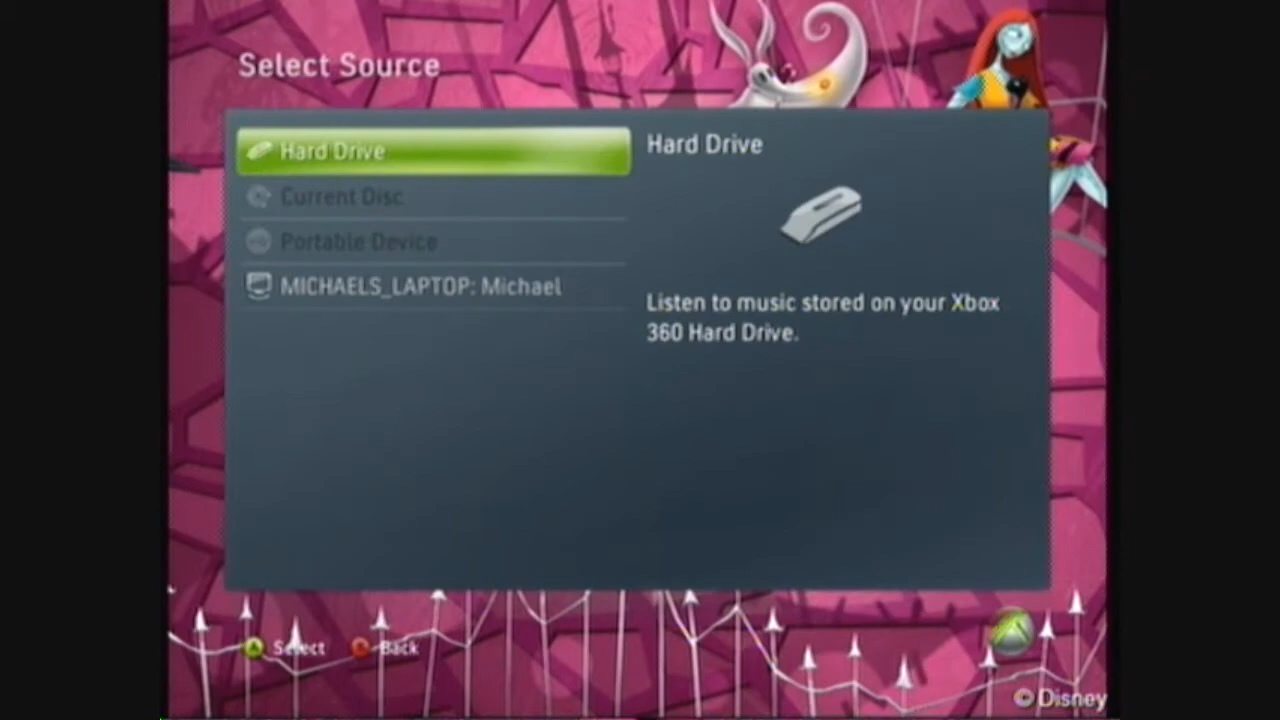 Select Source
Hard Drive
Current Disc
Portable Device
MICHAELS_LAPTOP: Michael
Hard Drive
Listen to music stored on your Xbox
360 Hard Drive.
A Select
B Back
© Disney